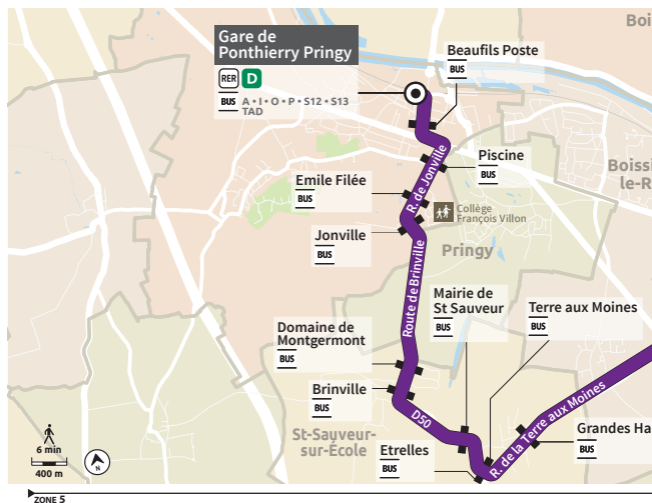 Gare de
Ponthierry Pringy
RER D
BUS A • I • O • P • S12 • S13
TAD
Beaufils Poste
BUS
Boi
Piscine
BUS
Boissi
le-R
Emile Filée
BUS
R. de Jonville
Collège
François Villon
Jonville
BUS
Pringy
Route de Brinville
Mairie de
St Sauveur
BUS
Terre aux Moines
BUS
Domaine de
Montgermont
BUS
Brinville
BUS
D50
St-Sauveur-
sur-École
Etrelles
BUS
R. de la Terre aux Moines
Grandes Ha
BUS
6 min
400 m
N
ZONE 5